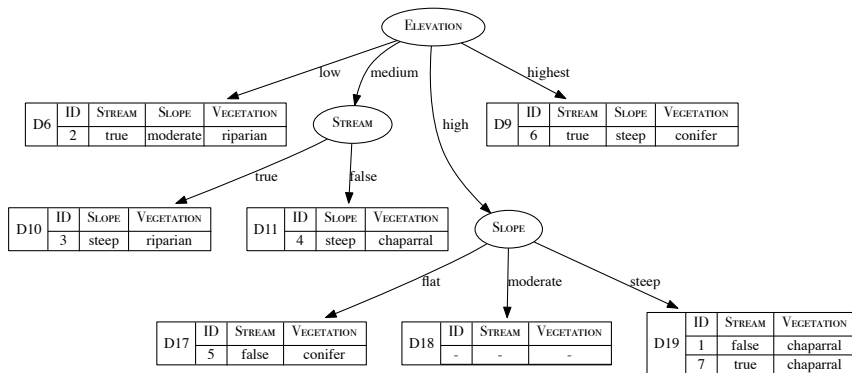 ELEVATION
low
medium
high
highest
D6 ID STREAM SLOPE VEGETATION
2 true moderate riparian
STREAM
D9 ID STREAM SLOPE VEGETATION
6 true steep conifer
true
false
D10 ID SLOPE VEGETATION
3 steep riparian
D11 ID SLOPE VEGETATION
4 steep chaparral
SLOPE
flat
moderate
steep
D17 ID STREAM VEGETATION
5 false conifer
D18 ID STREAM VEGETATION
- - -
D19 ID STREAM VEGETATION
1 false chaparral
7 true chaparral